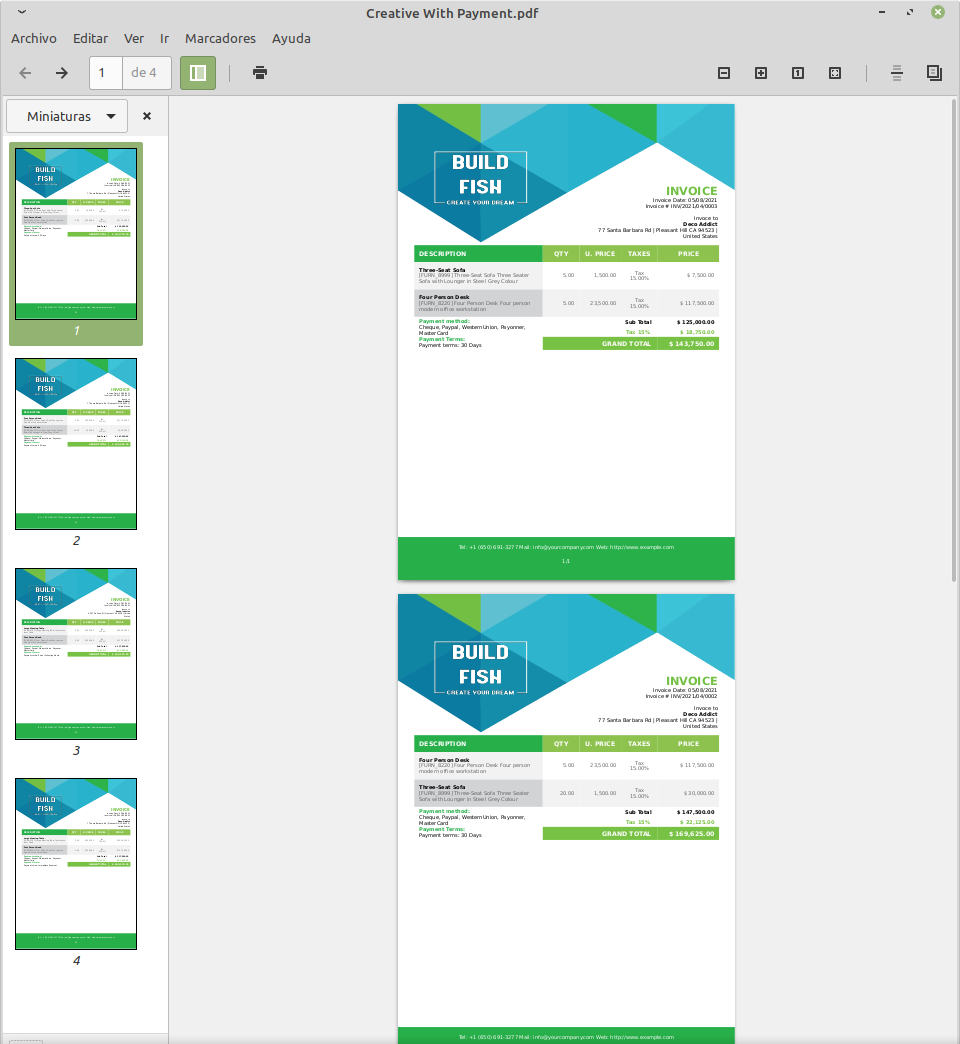 Creative With Payment.pdf
Archivo Editar Ver Ir Marcadores Ayuda
1 de 4
Miniaturas
1
2
3
4
BUILD
FISH
CREATE YOUR DREAM
INVOICE
Invoice Date: 05/08/2021
Invoice # INV/2021/04/0003
Invoice to
Deco Addict
77 Santa Barbara Rd | Pleasant Hill CA 94523 |
United States
DESCRIPTION QTY U. PRICE TAXES PRICE
Three-Seat Sofa
[FURN_8999] Three-Seat Sofa Three Seater
Sofa with Lounger in Steel Grey Colour
5.00 1,500.00 Tax 15.00% $ 7,500.00
Four Person Desk
[FURN_8220] Four Person Desk Four person
modern office workstation
5.00 23,500.00 Tax 15.00% $ 117,500.00
Payment method:
Cheque, Paypal, Western Union, Payonner,
Master Card
Payment Terms:
Payment terms: 30 Days
Sub Total $ 125,000.00
Tax 15% $ 18,750.00
GRAND TOTAL $ 143,750.00
Tel: +1 (650) 691-3277 Mail: info@yourcompany.com Web: http://www.example.com
1/1
BUILD
FISH
CREATE YOUR DREAM
INVOICE
Invoice Date: 05/08/2021
Invoice # INV/2021/04/0002
Invoice to
Deco Addict
77 Santa Barbara Rd | Pleasant Hill CA 94523 |
United States
DESCRIPTION QTY U. PRICE TAXES PRICE
Four Person Desk
[FURN_8220] Four Person Desk Four person
modern office workstation
5.00 23,500.00 Tax 15.00% $ 117,500.00
Three-Seat Sofa
[FURN_8999] Three-Seat Sofa Three Seater
Sofa with Lounger in Steel Grey Colour
20.00 1,500.00 Tax 15.00% $ 30,000.00
Payment method:
Cheque, Paypal, Western Union, Payonner,
Master Card
Payment Terms:
Payment terms: 30 Days
Sub Total $ 147,500.00
Tax 15% $ 22,125.00
GRAND TOTAL $ 169,625.00
Tel: +1 (650) 691-3277 Mail: info@yourcompany.com Web: http://www.example.com